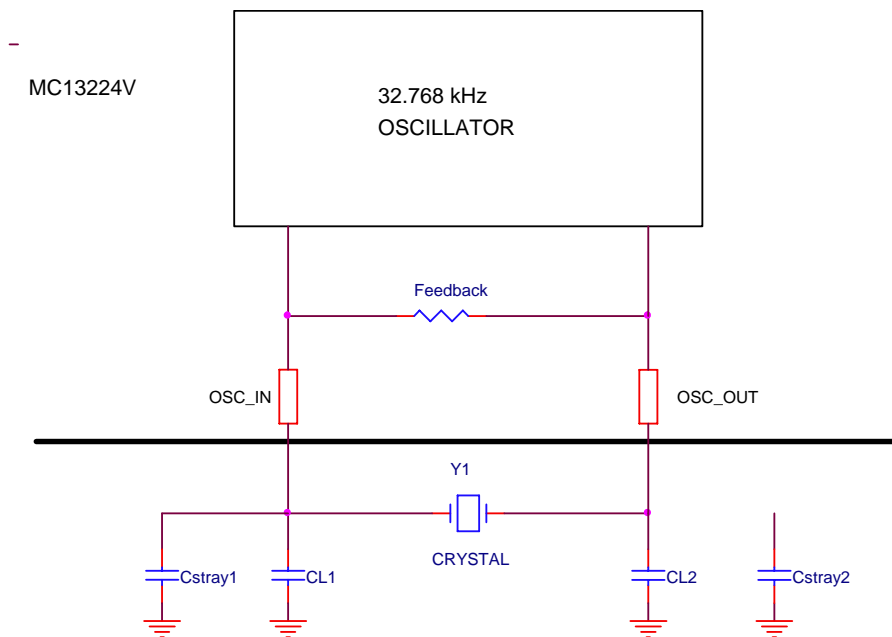 MC13224V
32.768 kHz
OSCILLATOR
Feedback
OSC_IN
OSC_OUT
Y1
CRYSTAL
Cstray1
CL1
CL2
Cstray2